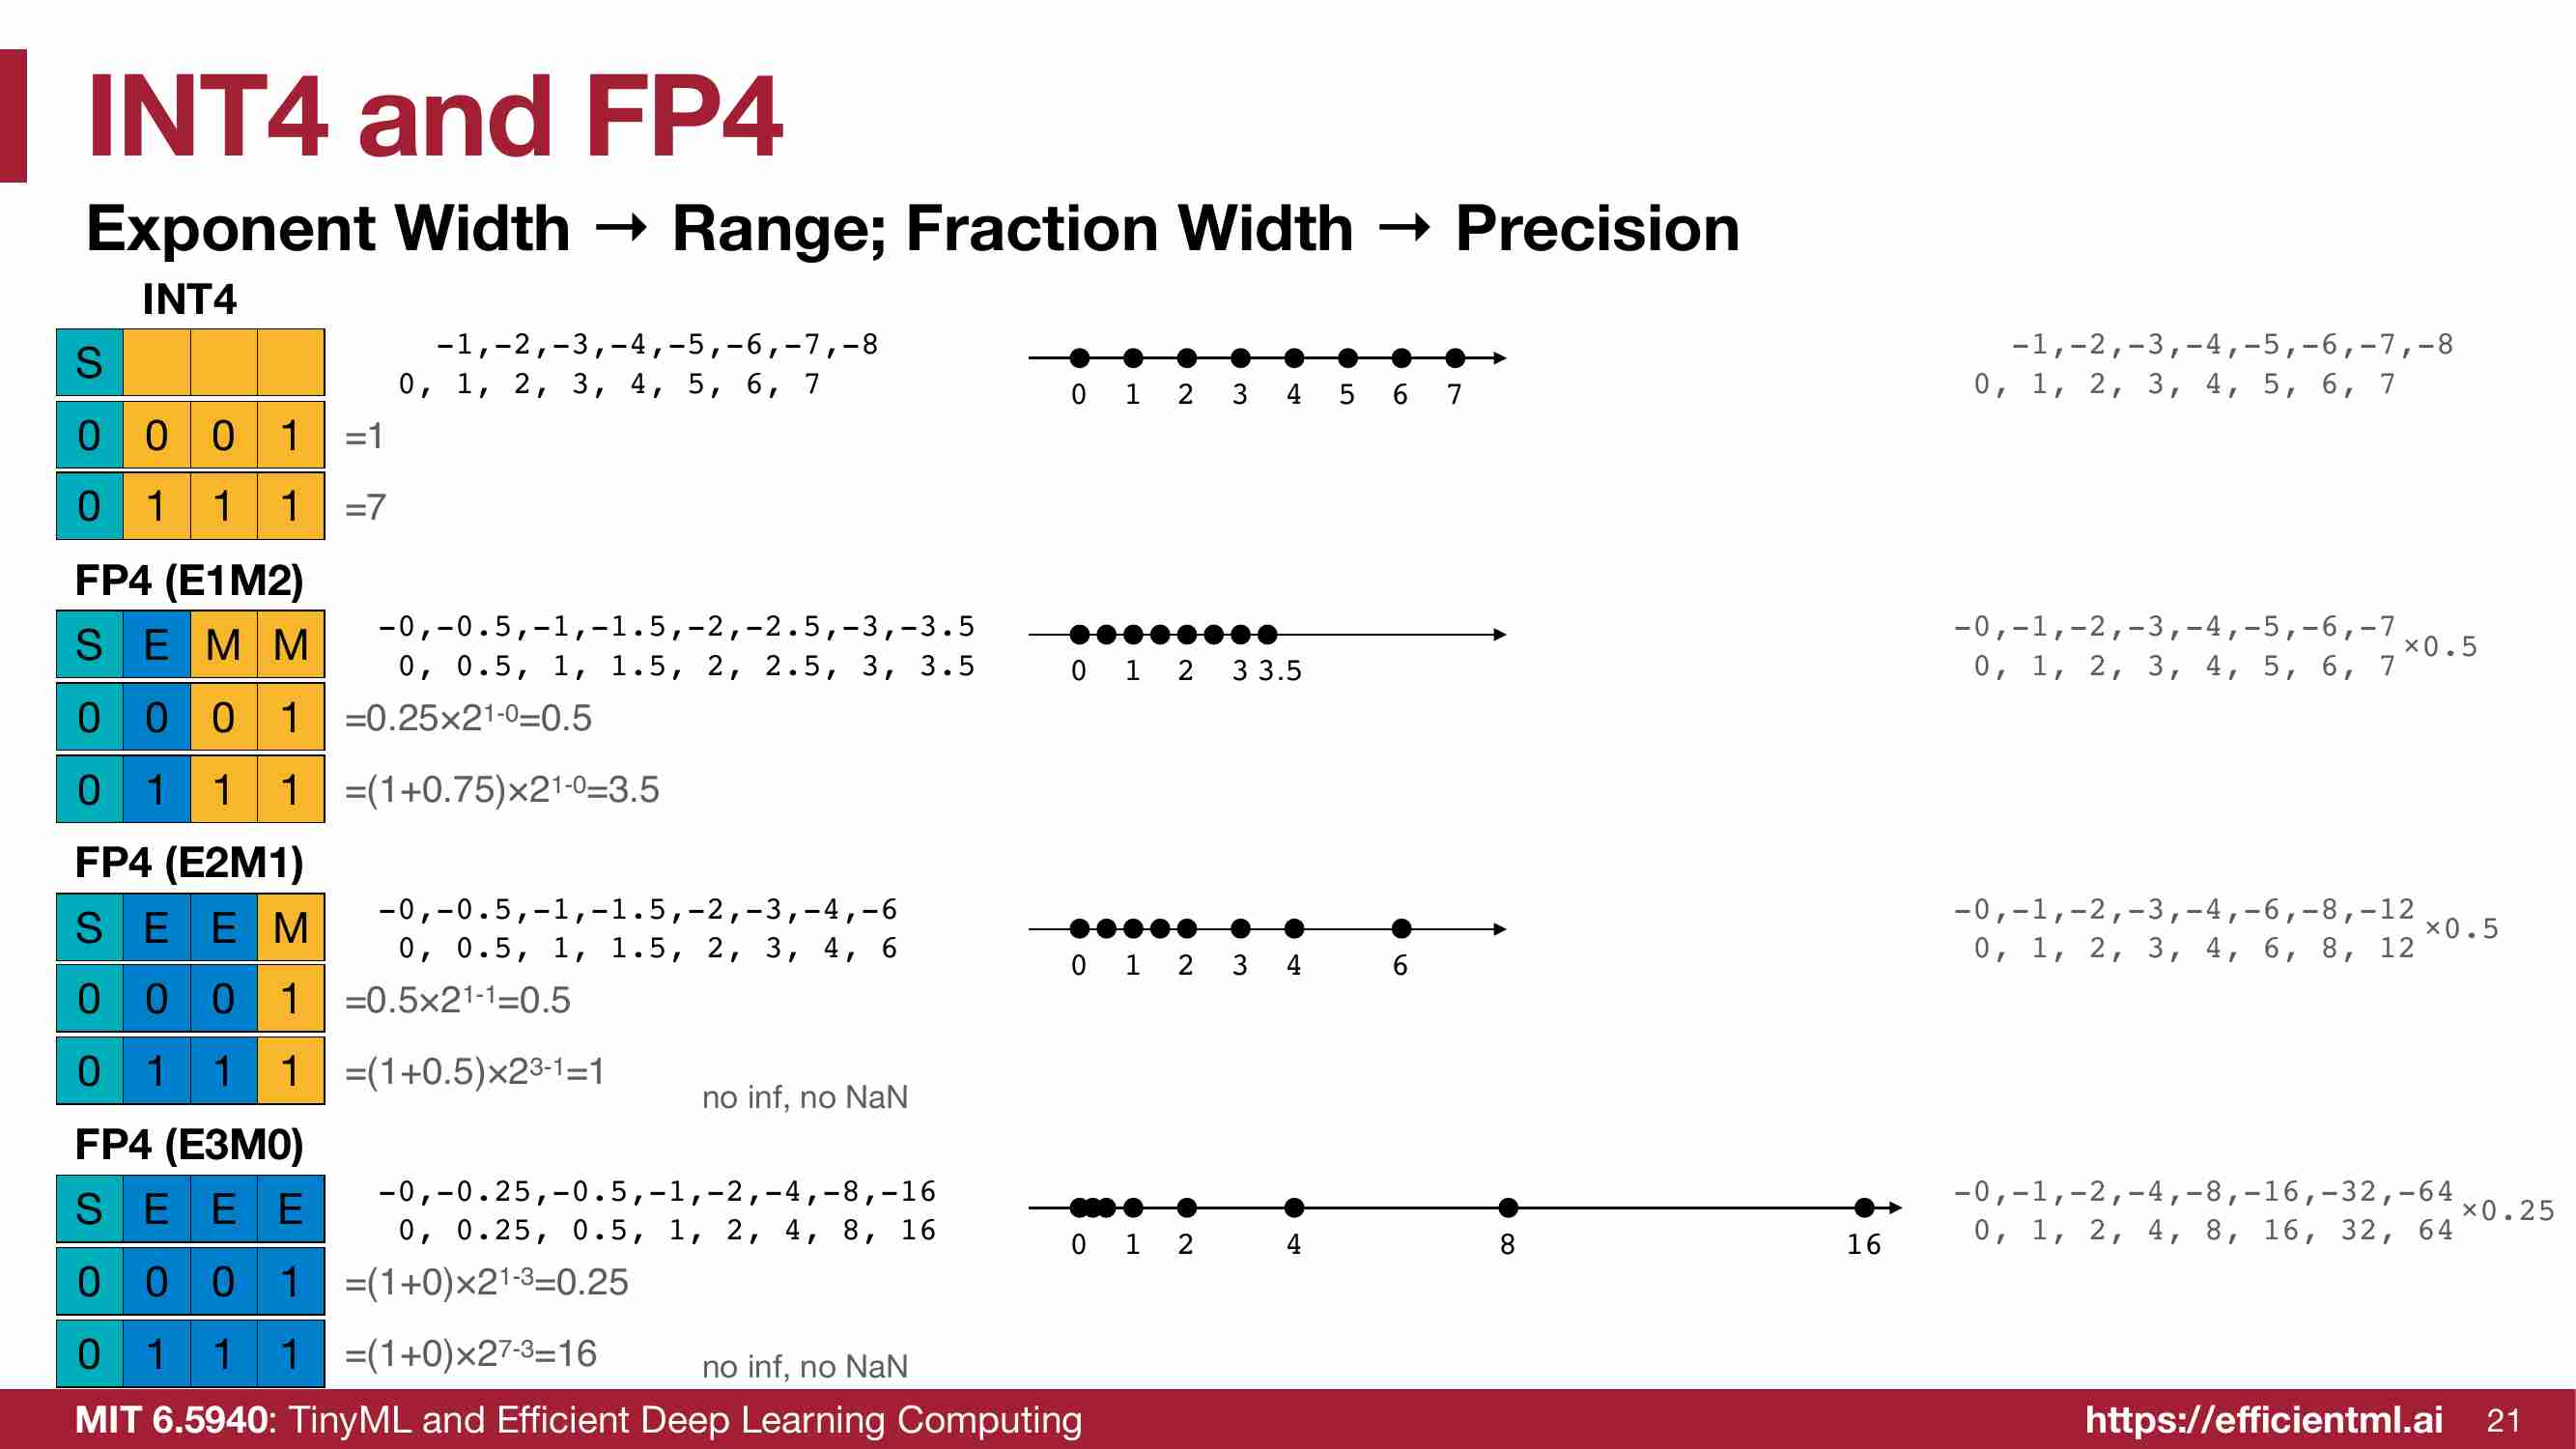 INT4 and FP4
Exponent Width → Range; Fraction Width → Precision
INT4
S
-1,-2,-3,-4,-5,-6,-7,-8
0, 1, 2, 3, 4, 5, 6, 7
0 1 2 3 4 5 6 7
-1,-2,-3,-4,-5,-6,-7,-8
0, 1, 2, 3, 4, 5, 6, 7
0 0 0 1 =1
0 1 1 1 =7
FP4 (E1M2)
S E M M
-0,-0.5,-1,-1.5,-2,-2.5,-3,-3.5
0, 0.5, 1, 1.5, 2, 2.5, 3, 3.5
0 1 2 3 3.5
-0,-1,-2,-3,-4,-5,-6,-7
0, 1, 2, 3, 4, 5, 6, 7
×0.5
0 0 0 1 =0.25×2¹⁻⁰=0.5
0 1 1 1 =(1+0.75)×2¹⁻⁰=3.5
FP4 (E2M1)
S E E M
-0,-0.5,-1,-1.5,-2,-3,-4,-6
0, 0.5, 1, 1.5, 2, 3, 4, 6
0 1 2 3 4 6
-0,-1,-2,-3,-4,-6,-8,-12
0, 1, 2, 3, 4, 6, 8, 12
×0.5
0 0 0 1 =0.5×2¹⁻¹=0.5
0 1 1 1 =(1+0.5)×2³⁻¹=1
no inf, no NaN
FP4 (E3M0)
S E E E
-0,-0.25,-0.5,-1,-2,-4,-8,-16
0, 0.25, 0.5, 1, 2, 4, 8, 16
0 1 2 4 8 16
-0,-1,-2,-4,-8,-16,-32,-64
0, 1, 2, 4, 8, 16, 32, 64
×0.25
0 0 0 1 =(1+0)×2¹⁻³=0.25
0 1 1 1 =(1+0)×2⁷⁻³=16
no inf, no NaN
MIT 6.5940: TinyML and Efficient Deep Learning Computing
https://efficientml.ai
21